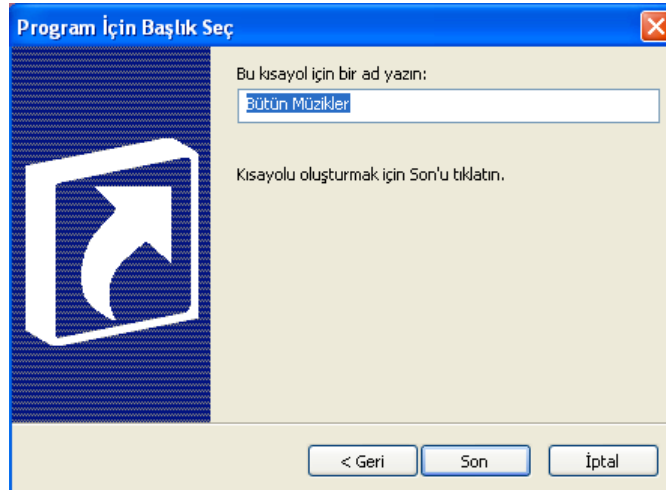 Program İçin Başlık Seç
Bu kısayol için bir ad yazın:
Bütün Müzikler
Kısayolu oluşturmak için Son'u tıklatın.
< Geri
Son
İptal